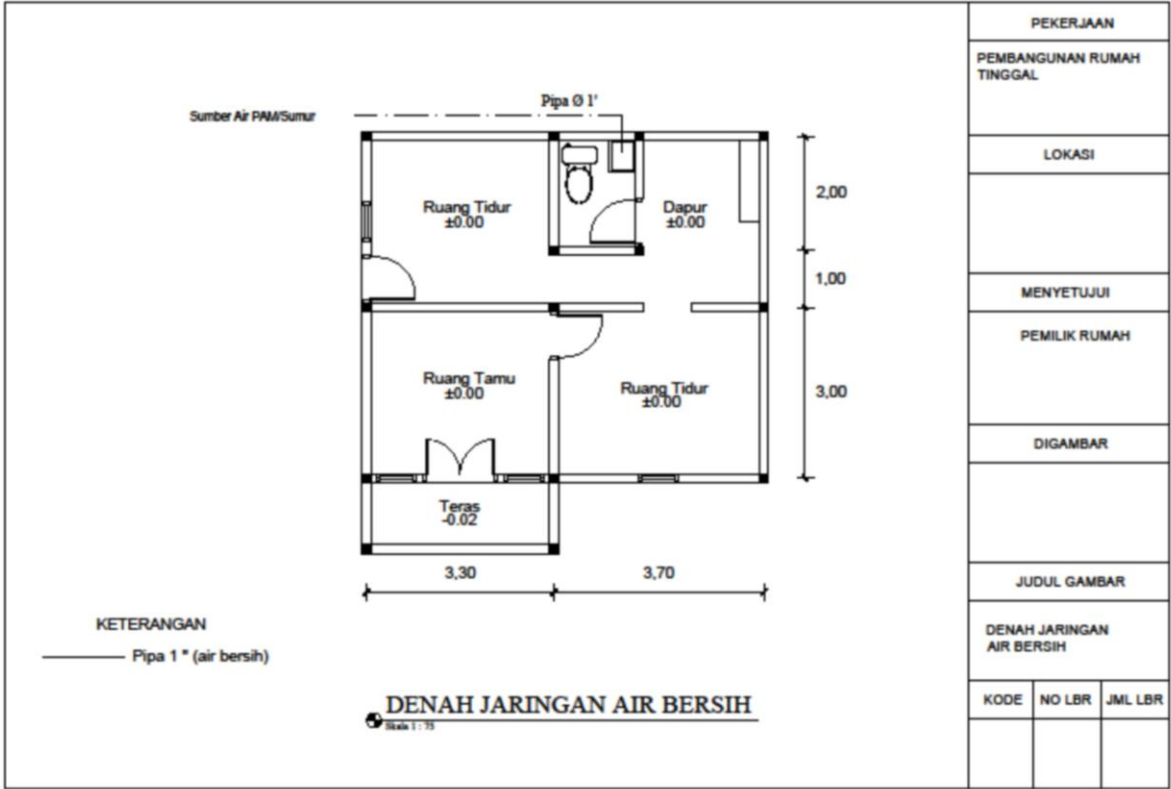 Sumber Air PAM/Sumur
Pipa Ø 1'
Ruang Tidur
±0.00
Dapur
±0.00
2,00
1,00
Ruang Tamu
±0.00
Ruang Tidur
±0.00
3,00
Teras
-0.02
3,30
3,70
KETERANGAN
Pipa 1 " (air bersih)
DENAH JARINGAN AIR BERSIH
Skala 1 : 75
PEKERJAAN
PEMBANGUNAN RUMAH
TINGGAL
LOKASI
MENYETUJUI
PEMILIK RUMAH
DIGAMBAR
JUDUL GAMBAR
DENAH JARINGAN
AIR BERSIH
KODE NO LBR JML LBR